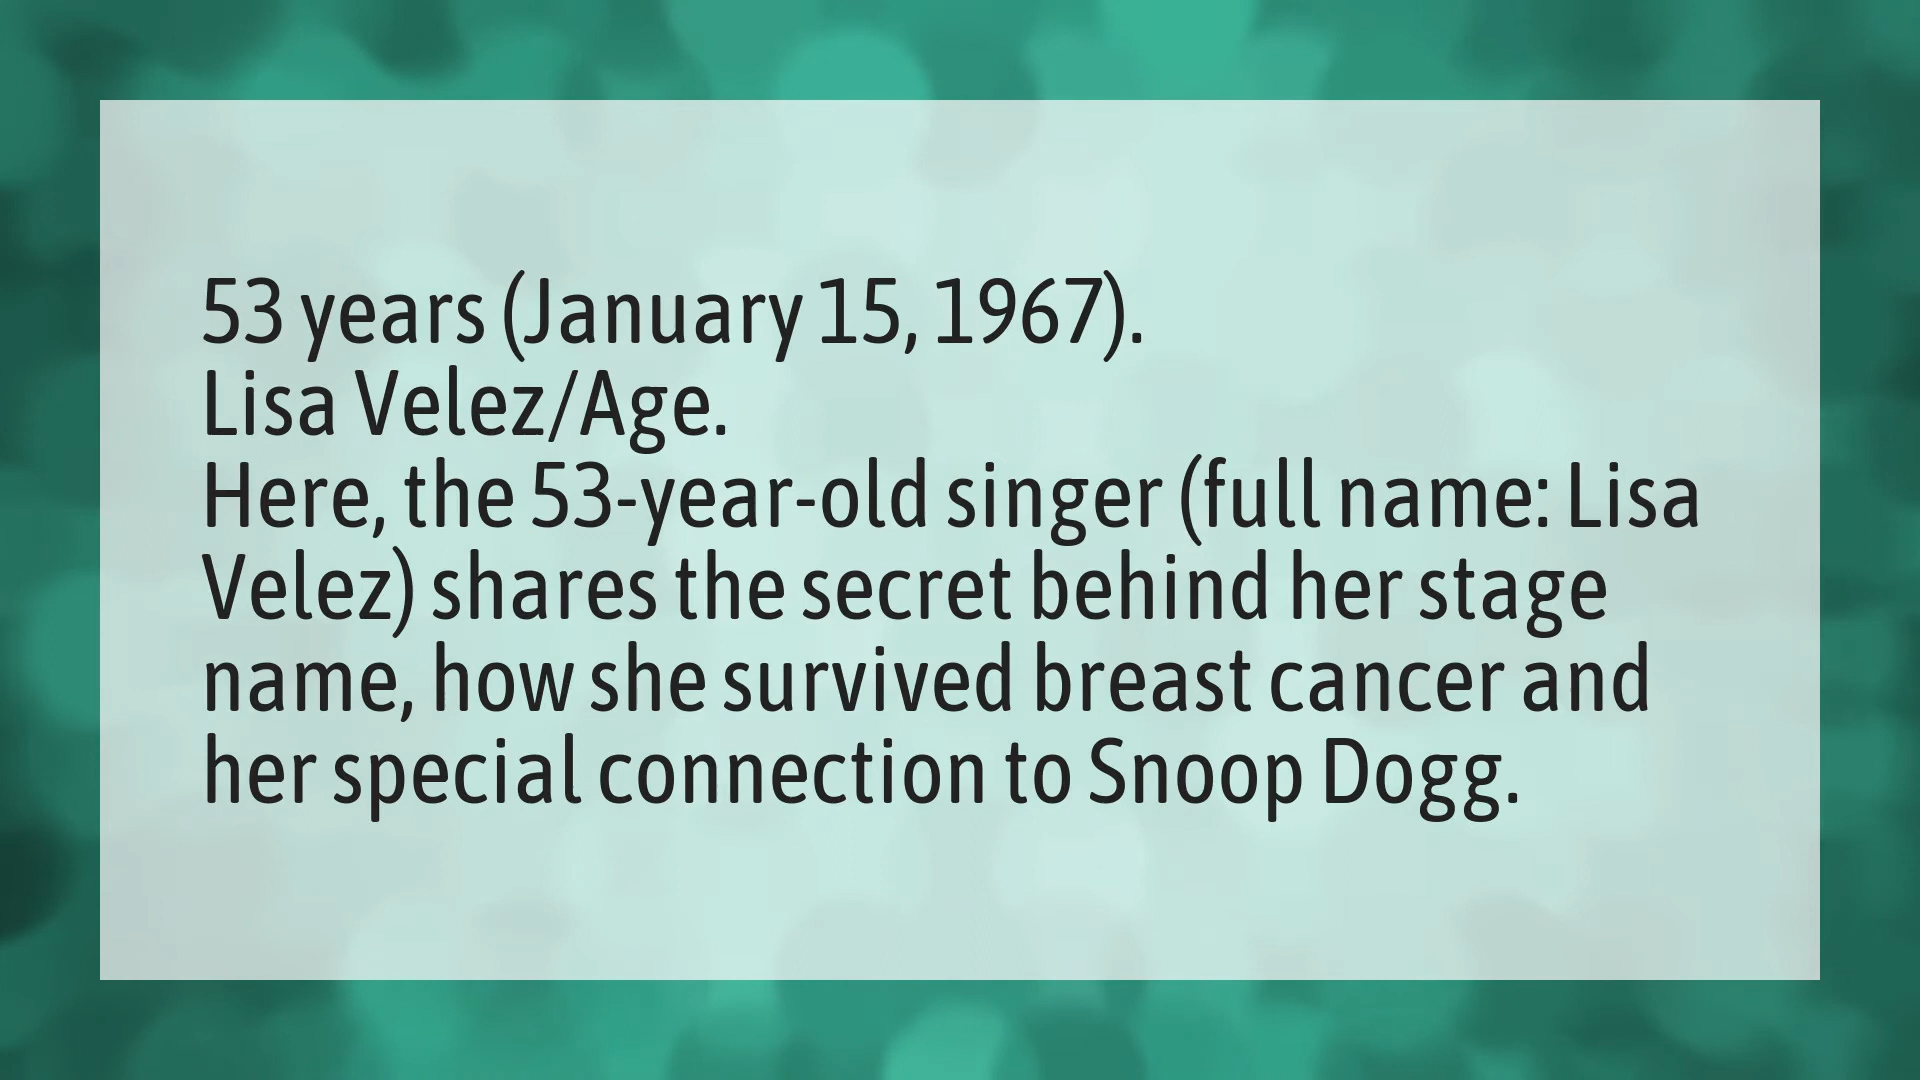 53 years (January 15, 1967).
Lisa Velez/Age.
Here, the 53-year-old singer (full name: Lisa
Velez) shares the secret behind her stage
name, how she survived breast cancer and
her special connection to Snoop Dogg.